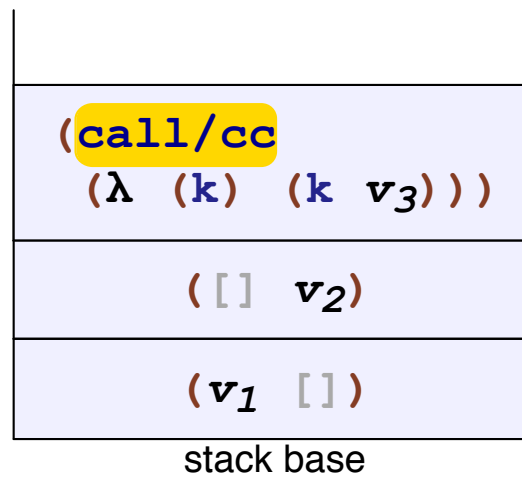 (call/cc
(λ (k) (k v3)))
([] v2)
(v1 [])
stack base